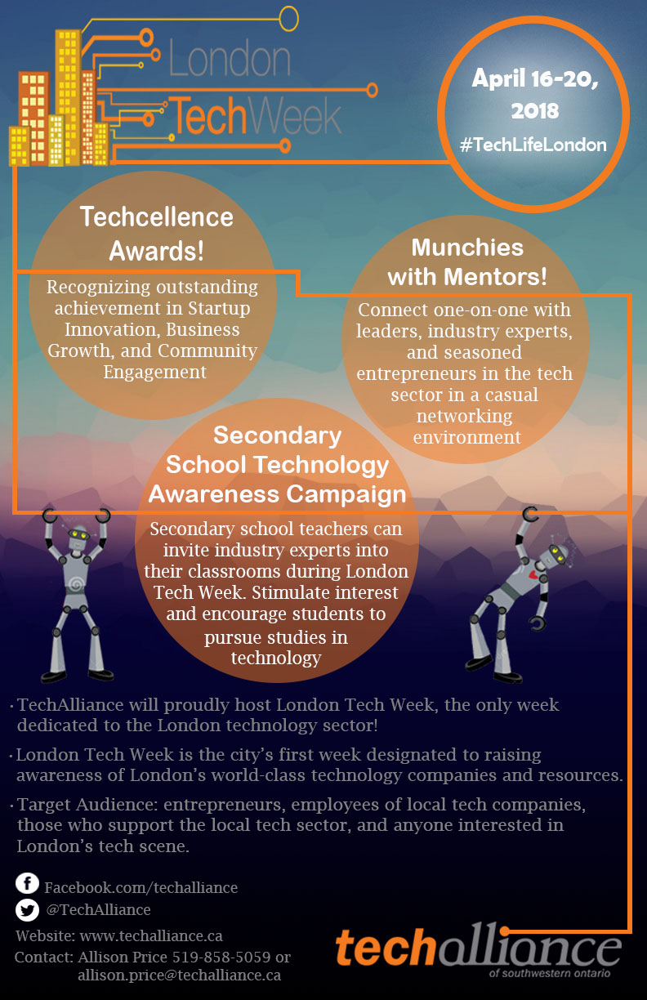 London
TechWeek
April 16-20,
2018
#TechLifeLondon
Techcellence
Awards!
Recognizing outstanding
achievement in Startup
Innovation, Business
Growth, and Community
Engagement
Munchies
with Mentors!
Connect one-on-one with
leaders, industry experts,
and seasoned
entrepreneurs in the tech
sector in a casual
networking
environment
Secondary
School Technology
Awareness Campaign
Secondary school teachers can
invite industry experts into
their classrooms during London
Tech Week. Stimulate interest
and encourage students to
pursue studies in
technology
· TechAlliance will proudly host London Tech Week, the only week
dedicated to the London technology sector!
· London Tech Week is the city's first week designated to raising
awareness of London's world-class technology companies and resources.
· Target Audience: entrepreneurs, employees of local tech companies,
those who support the local tech sector, and anyone interested in
London's tech scene.
Facebook.com/techalliance
@TechAlliance
Website: www.techalliance.ca
Contact: Allison Price 519-858-5059 or
allison.price@techalliance.ca
techalliance
of southwestern ontario